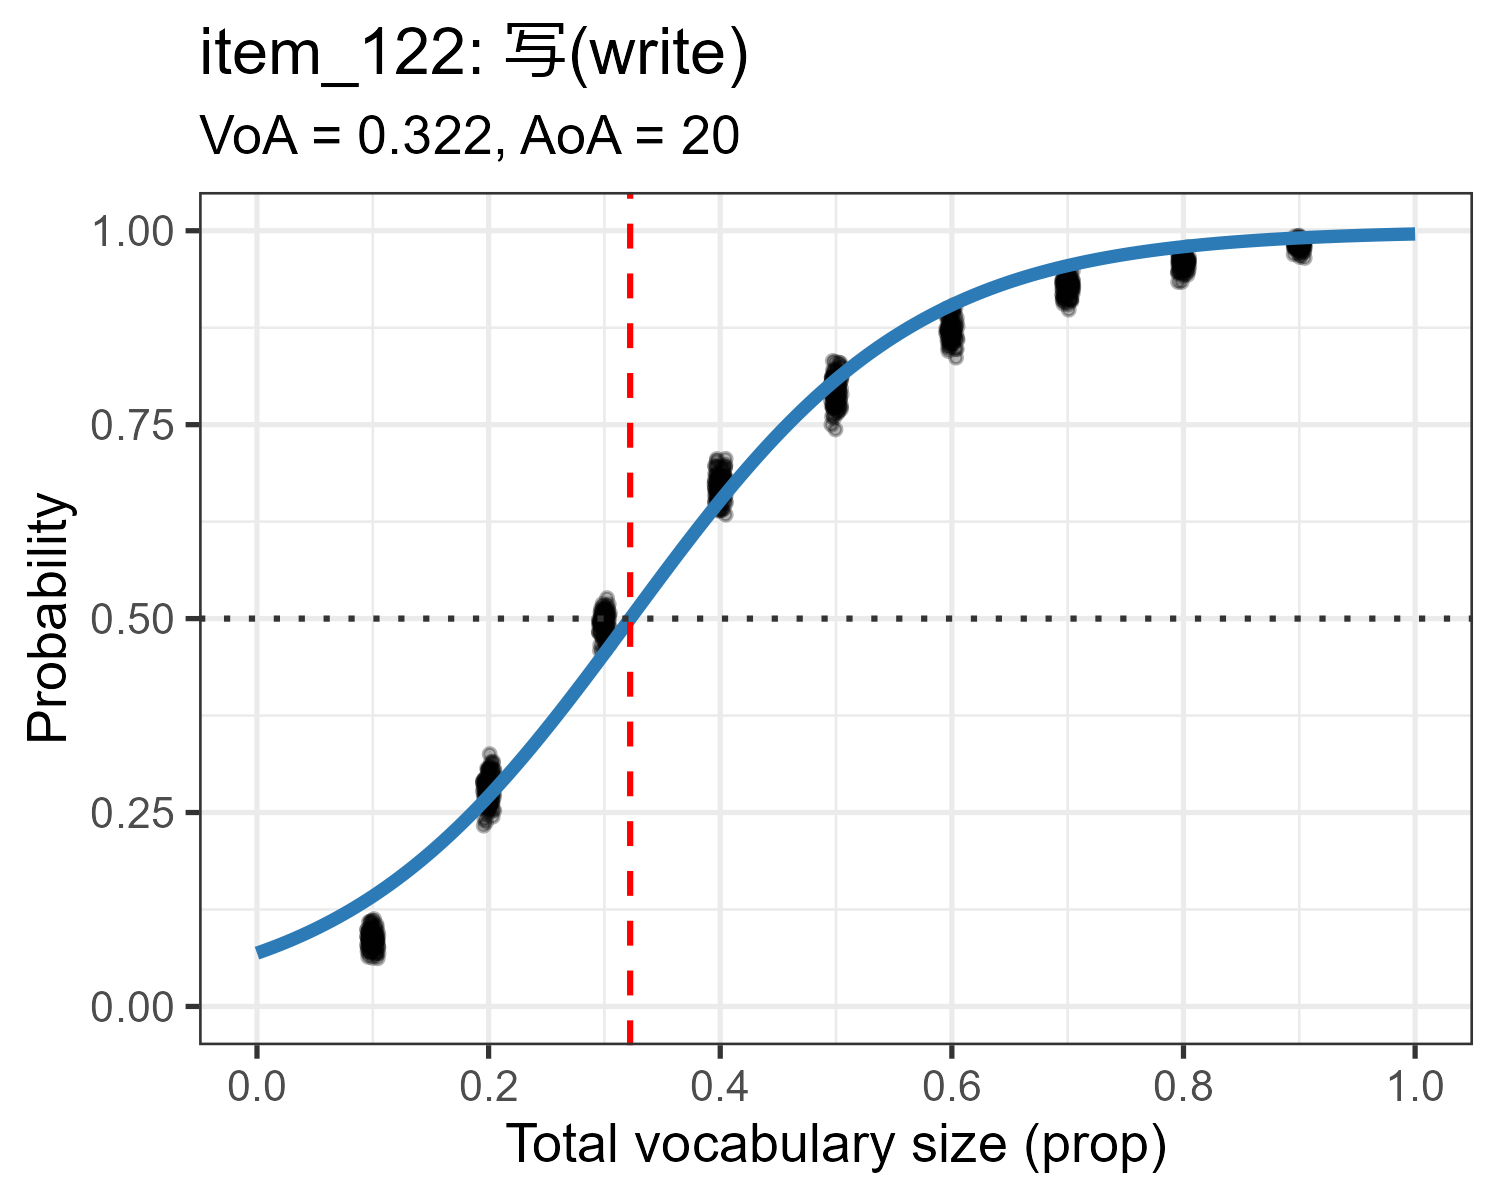 item_122: 写(write)
VoA = 0.322, AoA = 20
1.00
0.75
0.50
0.25
0.00
Probability
0.0 0.2 0.4 0.6 0.8 1.0
Total vocabulary size (prop)